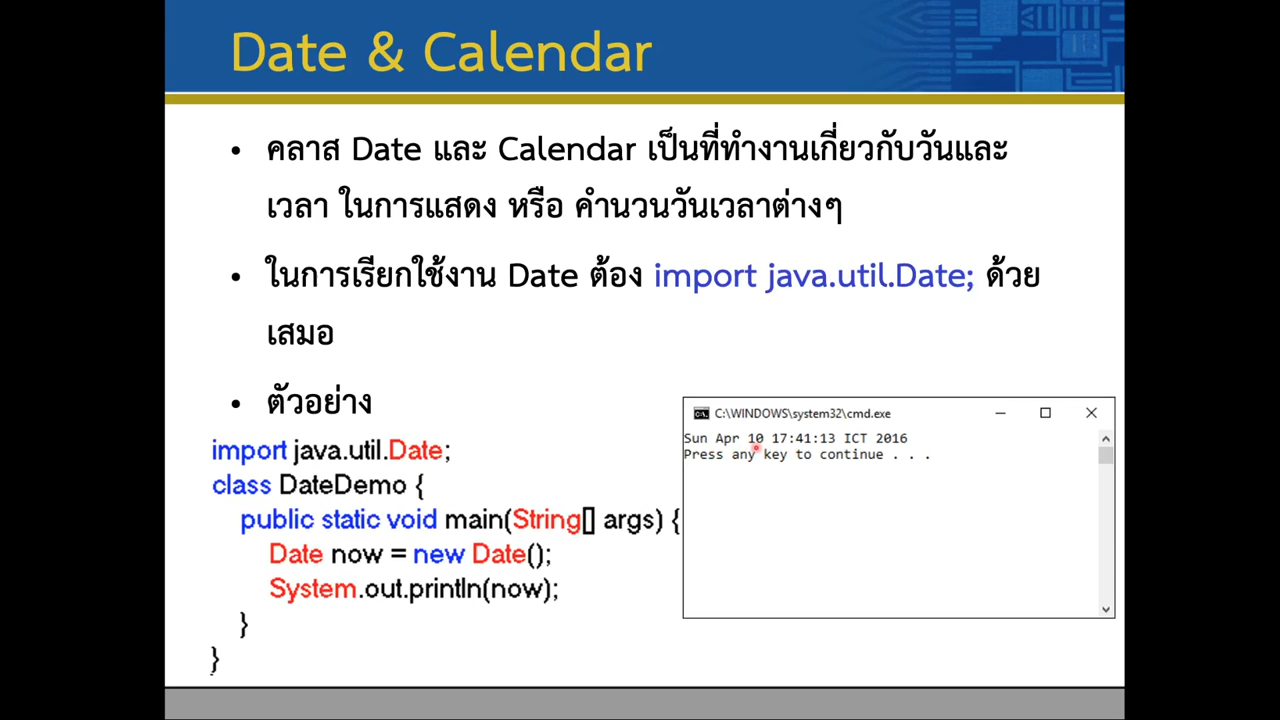 Date & Calendar
• คลาส Date และ Calendar เป็นที่ทำงานเกี่ยวกับวันและ
เวลา ในการแสดง หรือ คำนวนวันเวลาต่างๆ
• ในการเรียกใช้งาน Date ต้อง import java.util.Date; ด้วย
เสมอ
• ตัวอย่าง
import java.util.Date;
class DateDemo {
public static void main(String[] args) {
Date now = new Date();
System.out.println(now);
}
}
C:\WINDOWS\system32\cmd.exe
Sun Apr 10 17:41:13 ICT 2016
Press any key to continue . . .